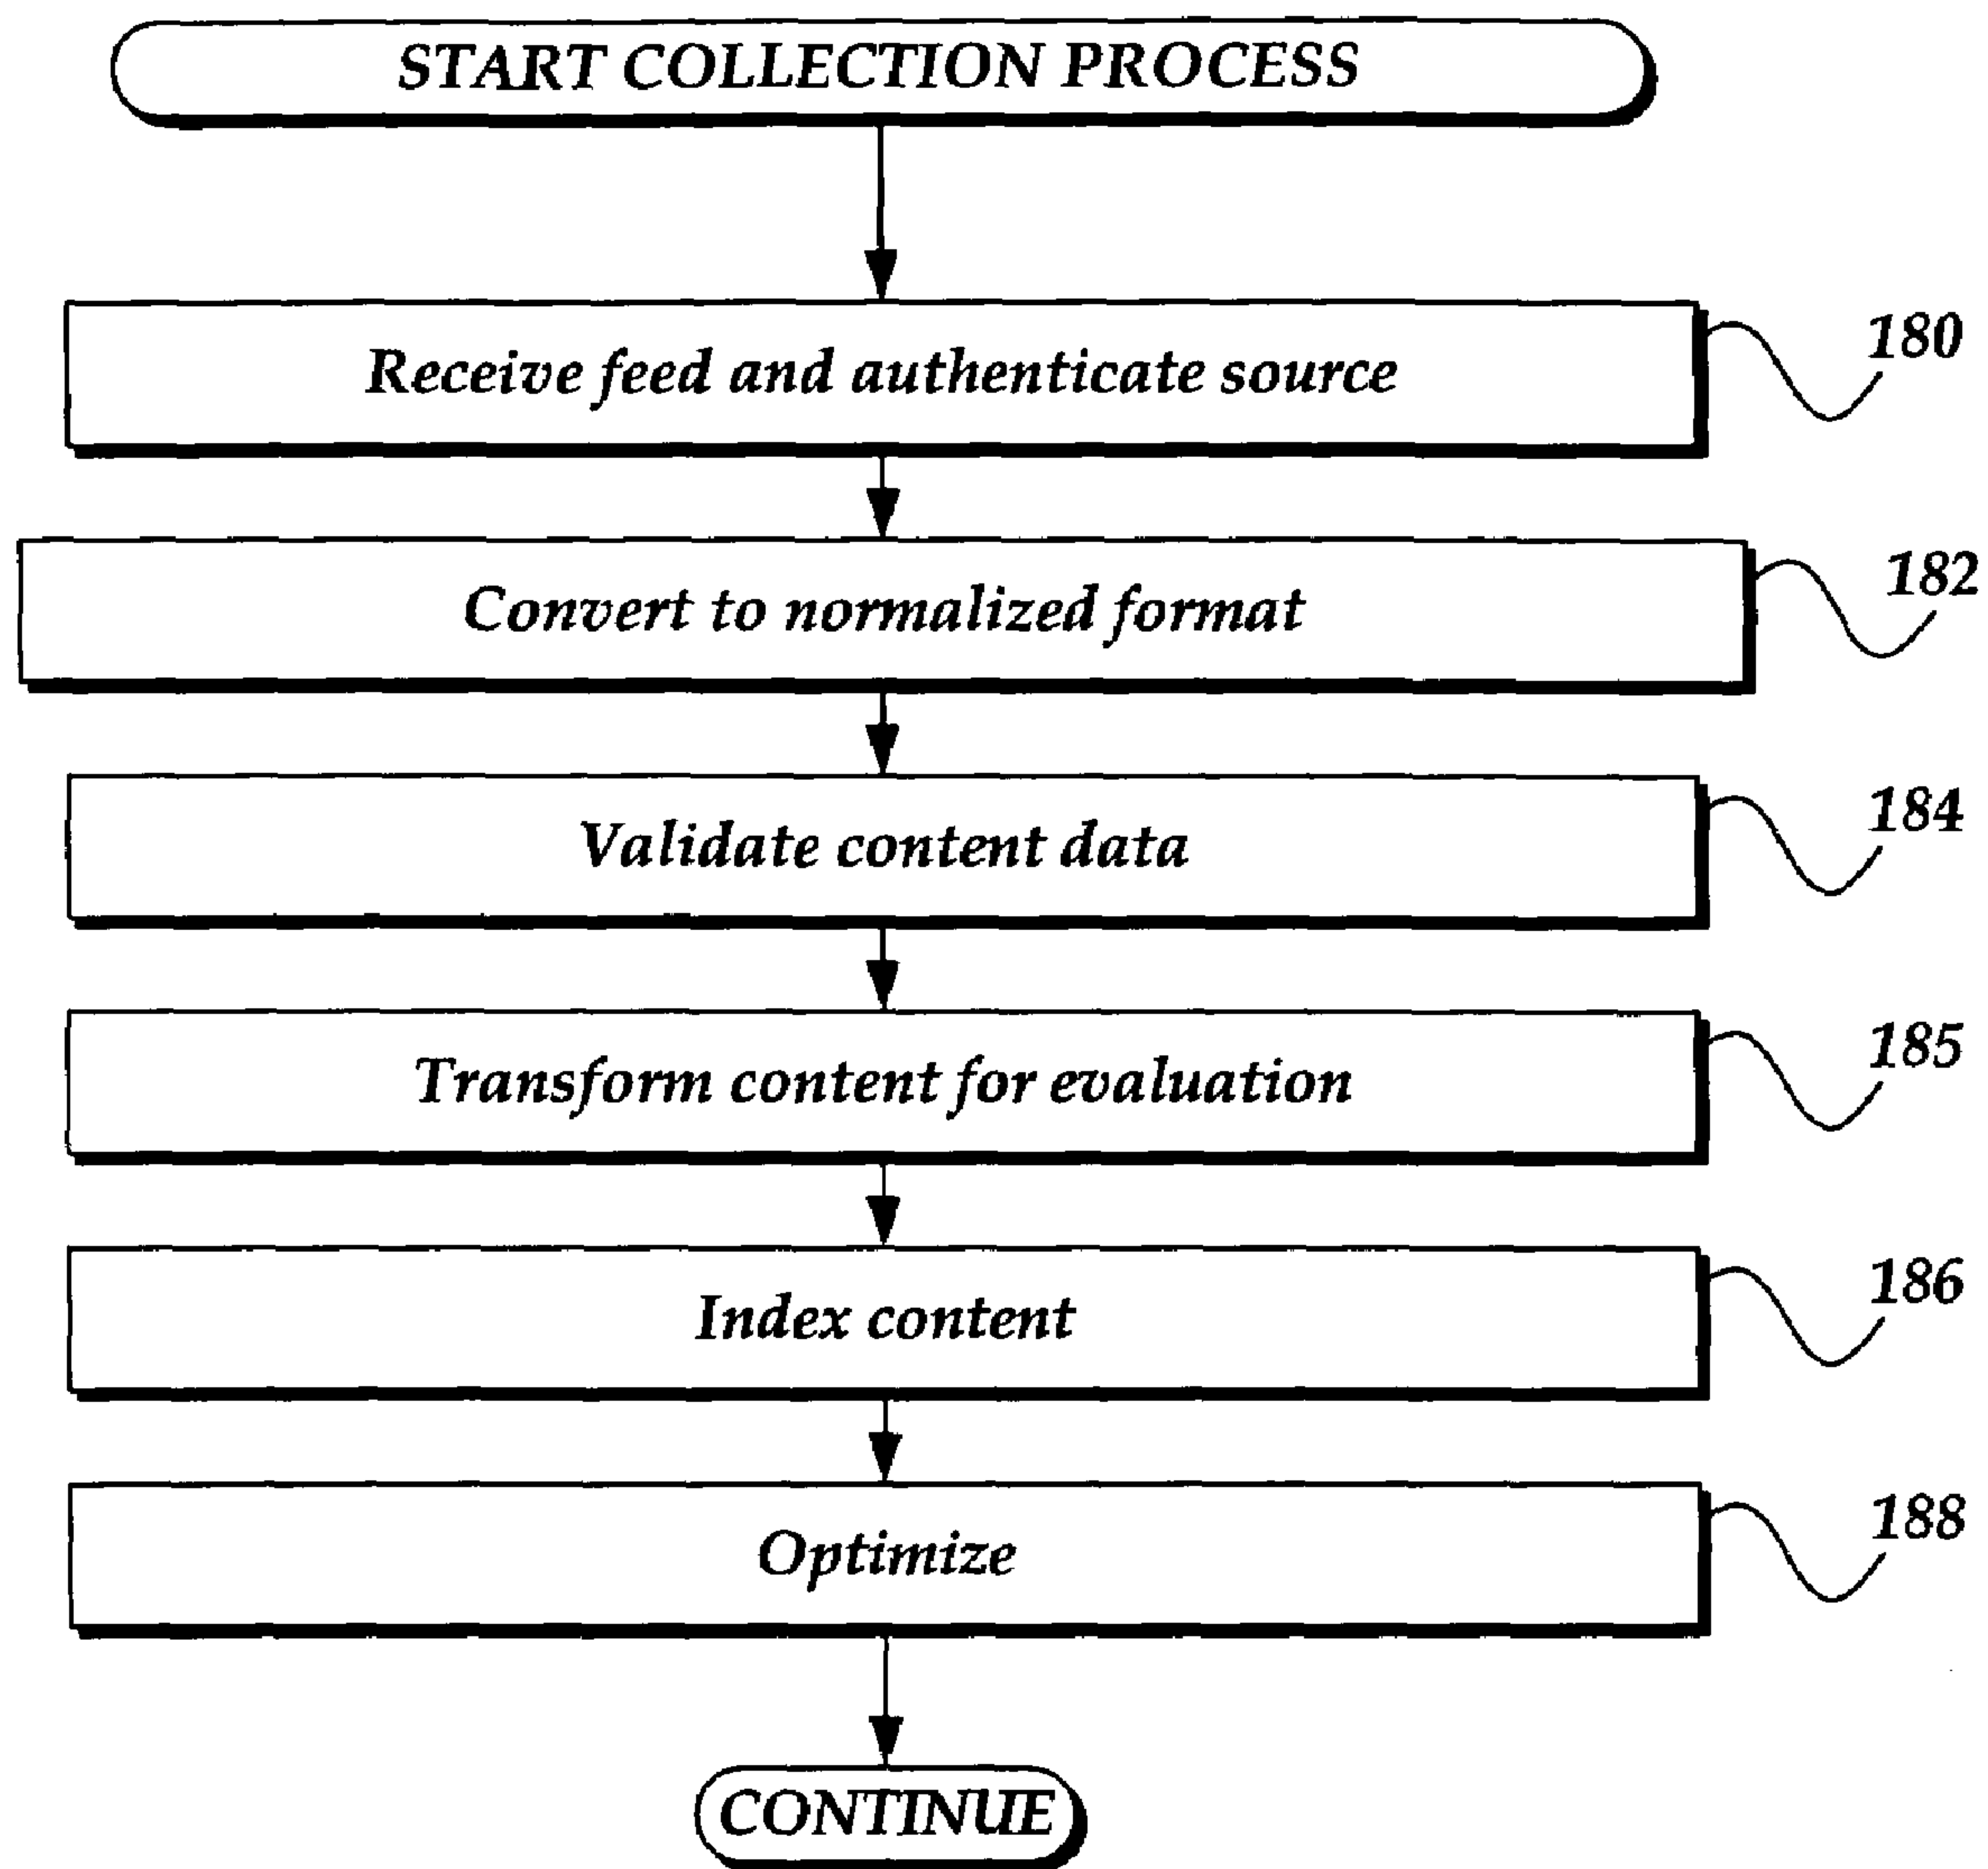 START COLLECTION PROCESS
Receive feed and authenticate source
180
Convert to normalized format
182
Validate content data
184
Transform content for evaluation
185
Index content
186
Optimize
188
CONTINUE